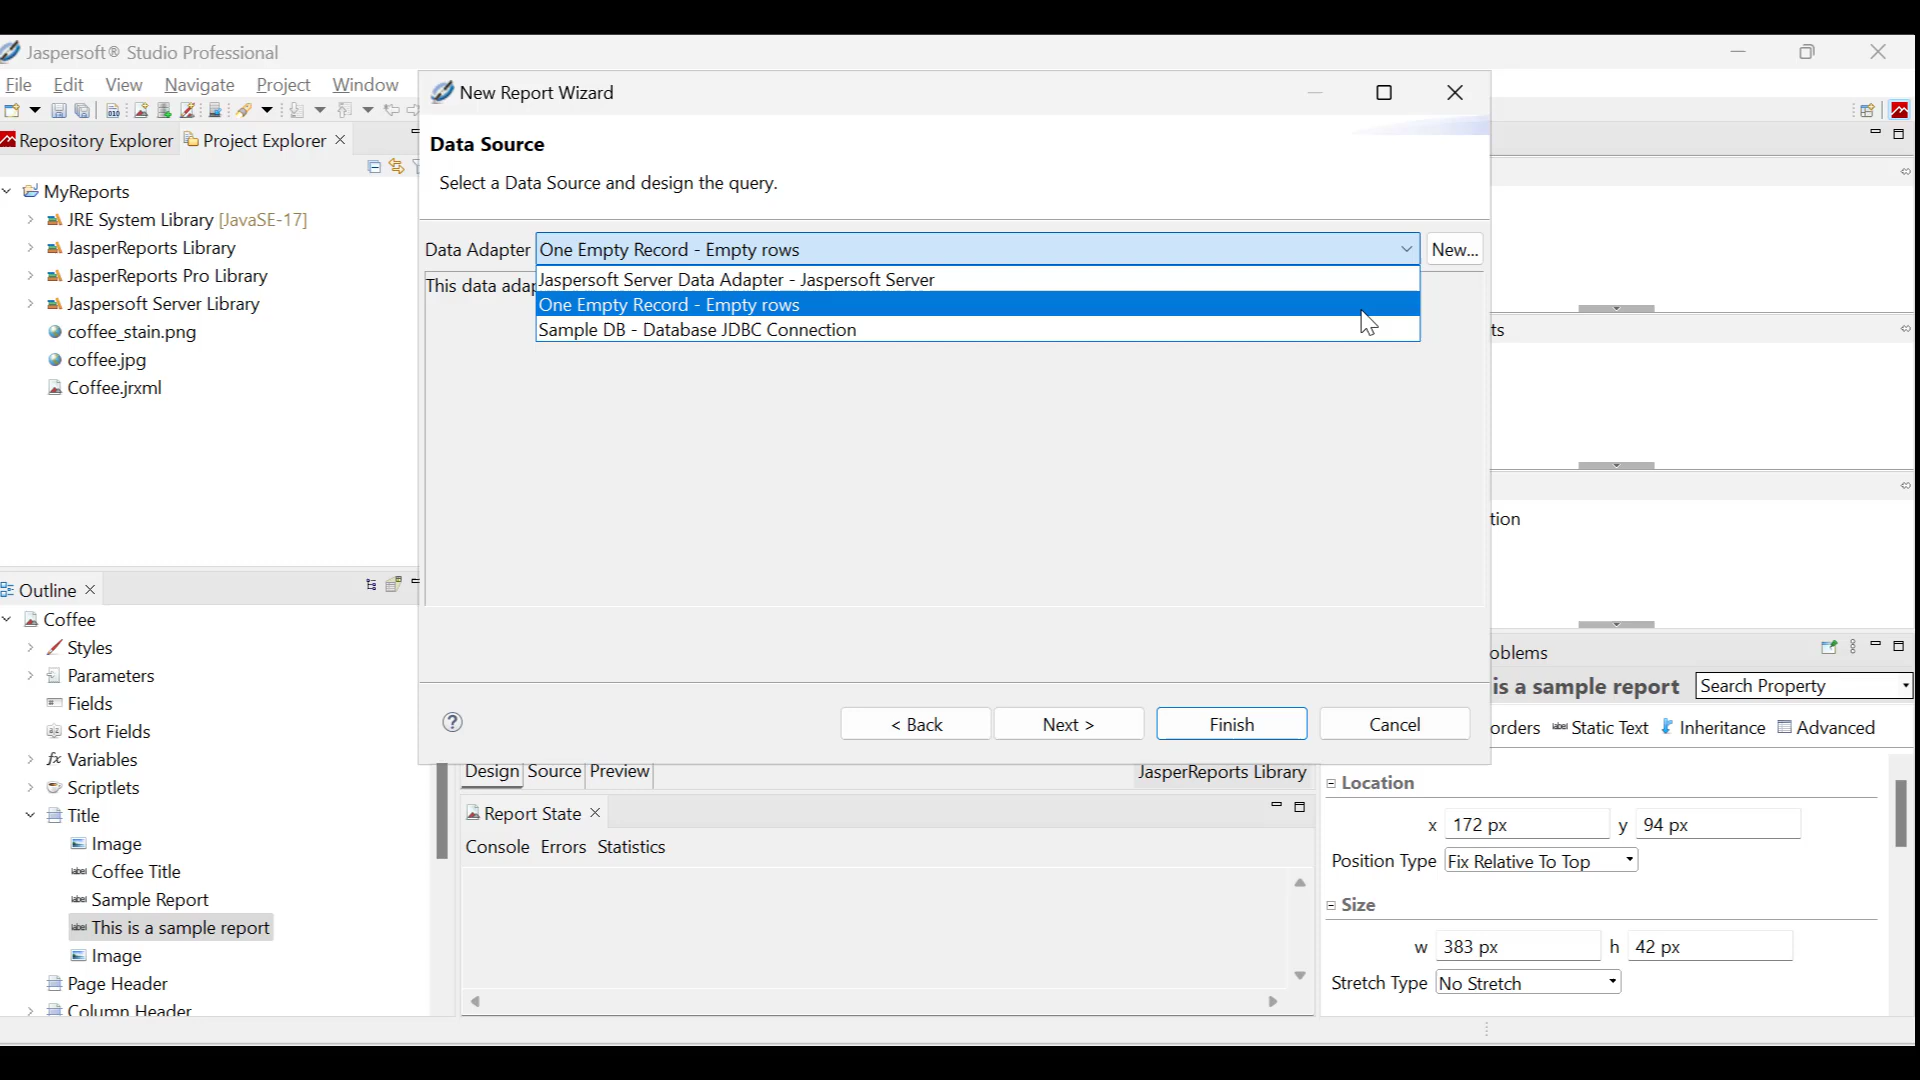 Jaspersoft® Studio Professional
File Edit View Navigate Project Window
Repository Explorer Project Explorer
MyReports
JRE System Library [JavaSE-17]
JasperReports Library
JasperReports Pro Library
Jaspersoft Server Library
coffee_stain.png
coffee.jpg
Coffee.jrxml
Outline
Coffee
Styles
Parameters
Fields
Sort Fields
fx Variables
Scriptlets
Title
Image
label Coffee Title
label Sample Report
label This is a sample report
Image
Page Header
Column Header
New Report Wizard
Data Source
Select a Data Source and design the query.
Data Adapter One Empty Record - Empty rows New...
This data adap
Jaspersoft Server Data Adapter - Jaspersoft Server
One Empty Record - Empty rows
Sample DB - Database JDBC Connection
? < Back Next > Finish Cancel
Design Source Preview JasperReports Library
Report State
Console Errors Statistics
ts
tion
oblems
is a sample report Search Property
orders label Static Text Inheritance Advanced
Location
x 172 px y 94 px
Position Type Fix Relative To Top
Size
w 383 px h 42 px
Stretch Type No Stretch